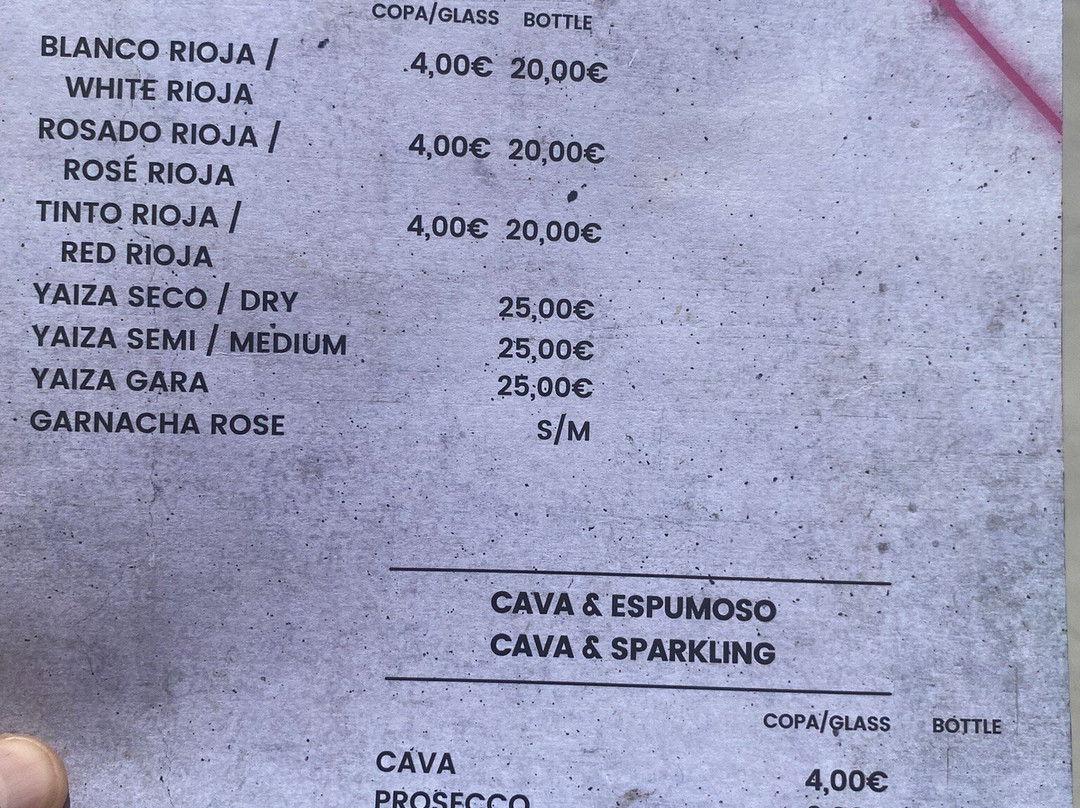 COPA/GLASS BOTTLE
BLANCO RIOJA / 4,00€ 20,00€
WHITE RIOJA
ROSADO RIOJA / 4,00€ 20,00€
ROSÉ RIOJA
TINTO RIOJA / 4,00€ 20,00€
RED RIOJA
YAIZA SECO / DRY 25,00€
YAIZA SEMI / MEDIUM 25,00€
YAIZA GARA 25,00€
GARNACHA ROSE S/M
CAVA & ESPUMOSO
CAVA & SPARKLING
COPA/GLASS BOTTLE
CAVA 4,00€
PROSECCO